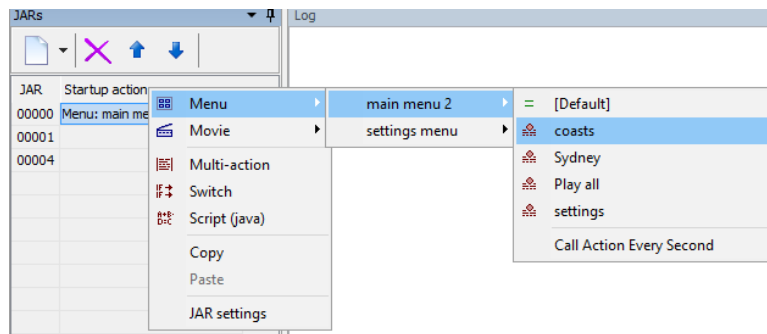 JARs
Log
JAR Startup action
00000 Menu: main me
00001
00004
Menu
Movie
Multi-action
Switch
Script (java)
Copy
Paste
JAR settings
main menu 2
settings menu
[Default]
coasts
Sydney
Play all
settings
Call Action Every Second